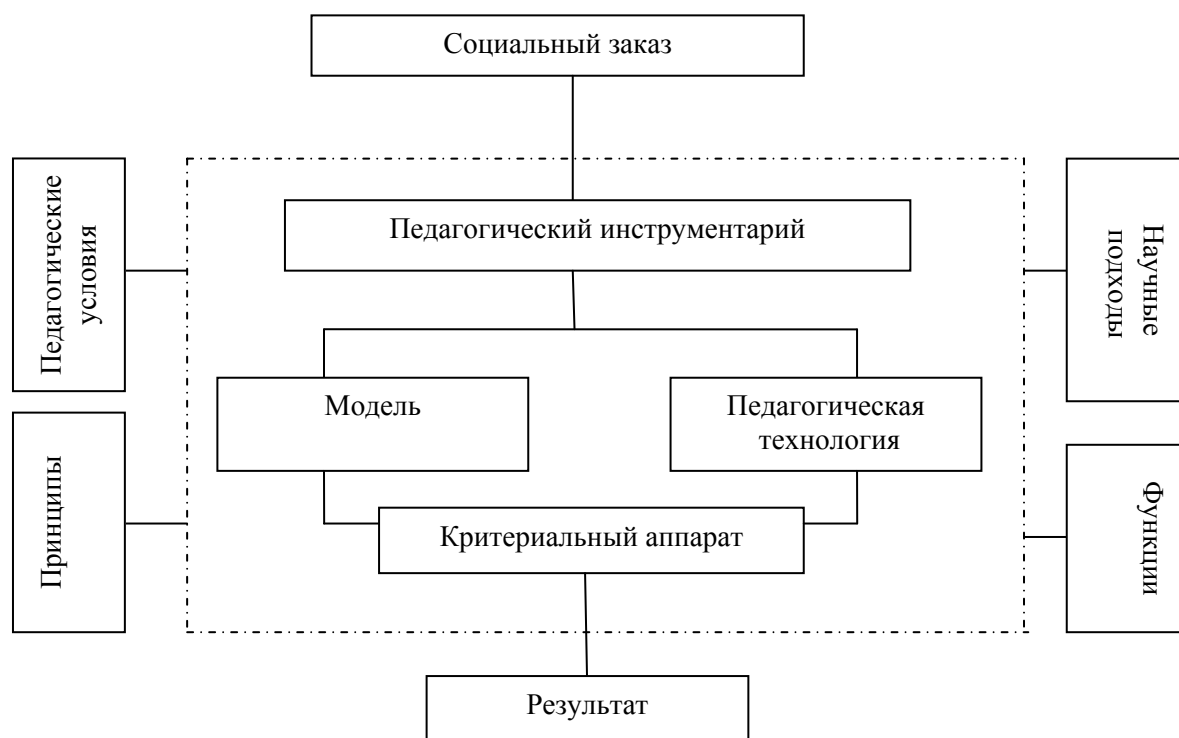 Социальный заказ
Педагогические
условия
Педагогический инструментарий
Научные
подходы
Модель
Педагогическая
технология
Принципы
Критериальный аппарат
Функции
Результат